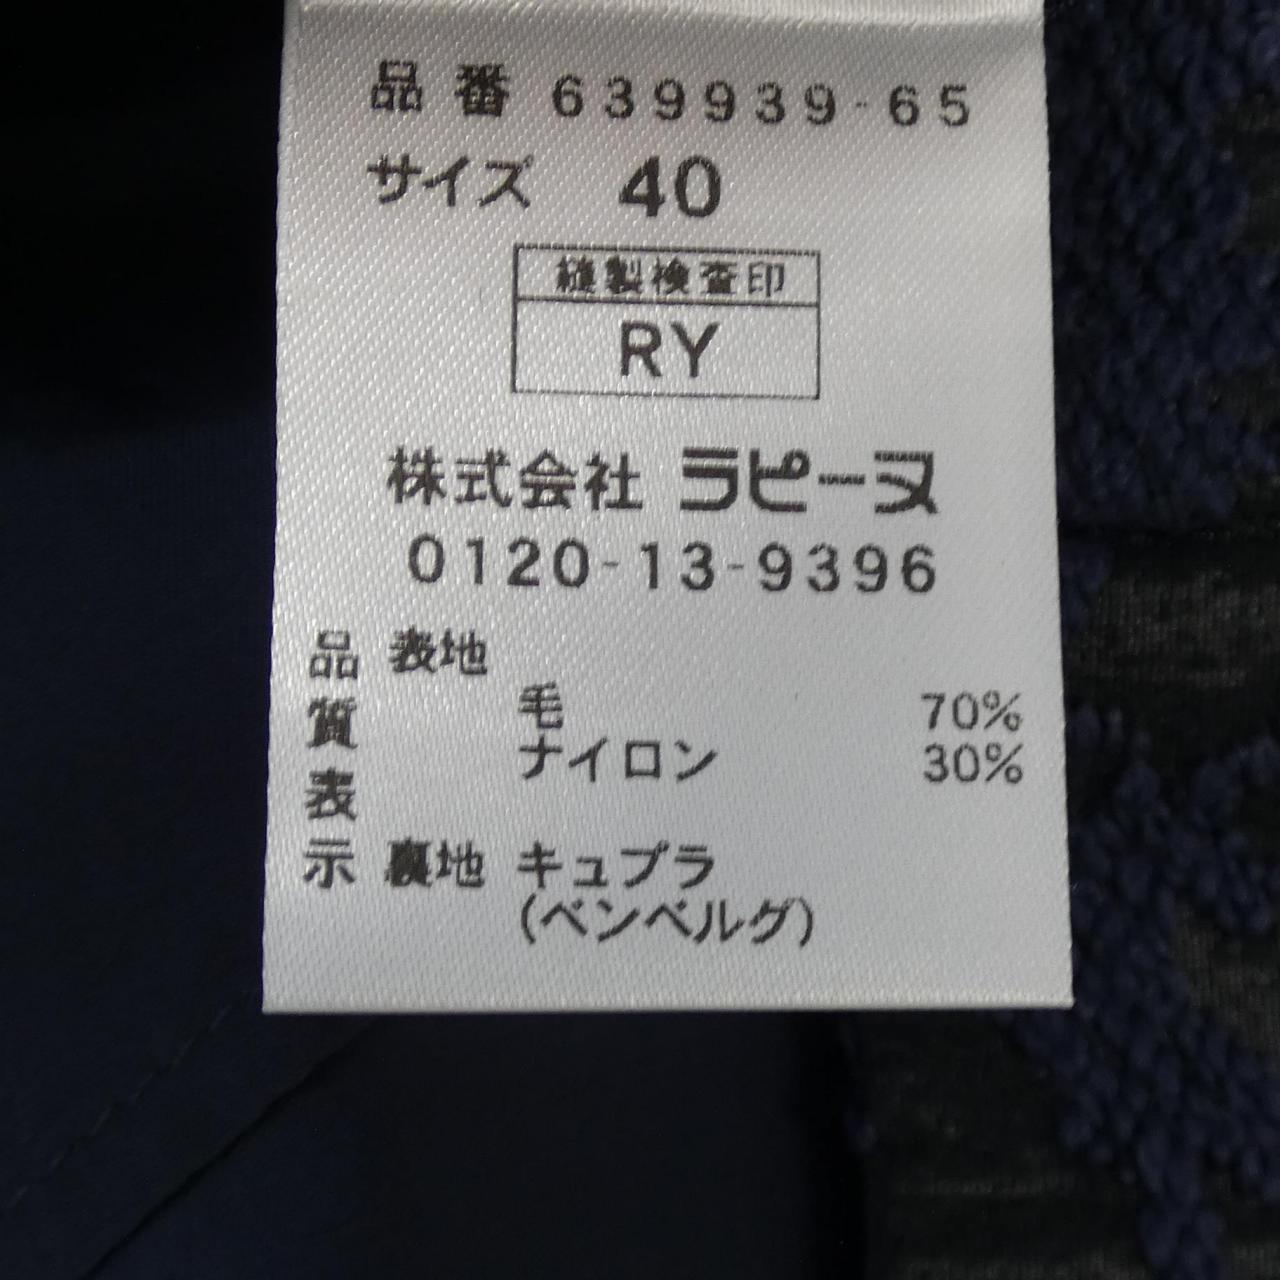 品番 639939-65
サイズ 40
縫製検査印
RY
株式会社 ラピーヌ
0120-13-9396
品質表示
表地
毛 70%
ナイロン 30%
裏地 キュプラ
(ベンベルグ)